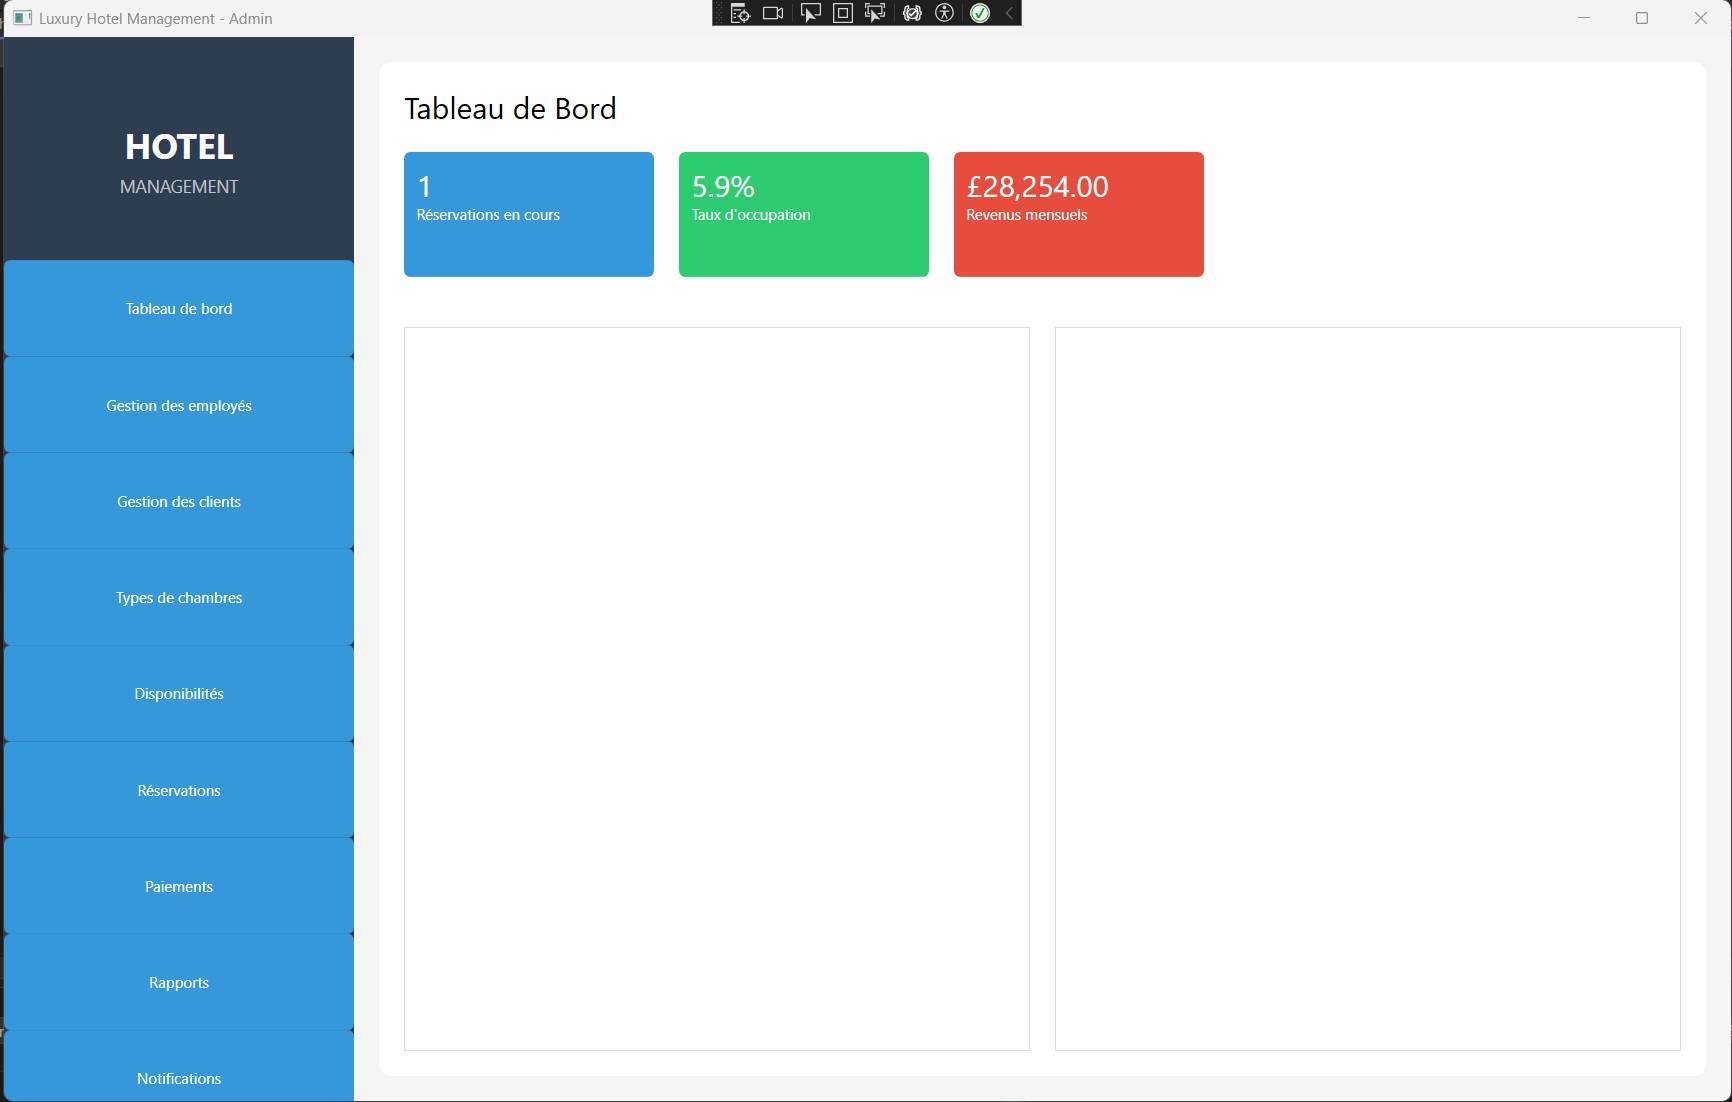 Luxury Hotel Management - Admin
HOTEL
MANAGEMENT
Tableau de bord
Gestion des employés
Gestion des clients
Types de chambres
Disponibilités
Réservations
Paiements
Rapports
Notifications
Tableau de Bord
1
Réservations en cours
5.9%
Taux d'occupation
£28,254.00
Revenus mensuels